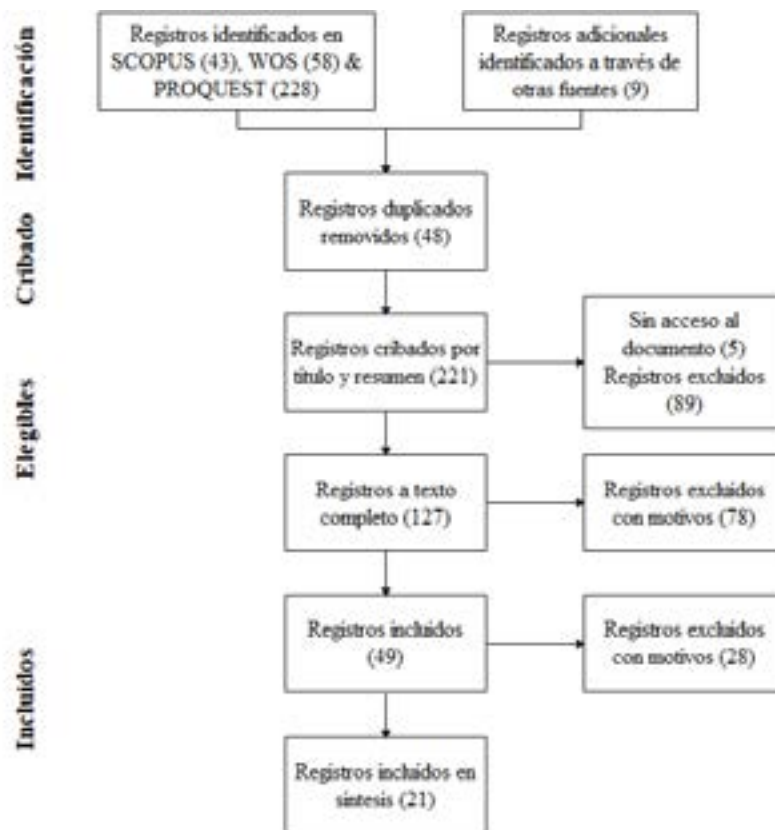 Identificación
Registros identificados en
SCOPUS (43), WOS (58) &
PROQUEST (228)
Registros adicionales
identificados a través de
otras fuentes (9)
Cribado
Registros duplicados
removidos (48)
Elegibles
Registros cribados por
título y resumen (221)
Sin acceso al
documento (5)
Registros excluidos
(89)
Registros a texto
completo (127)
Registros excluidos
con motivos (78)
Incluidos
Registros incluidos
(49)
Registros excluidos
con motivos (28)
Registros incluidos en
síntesis (21)